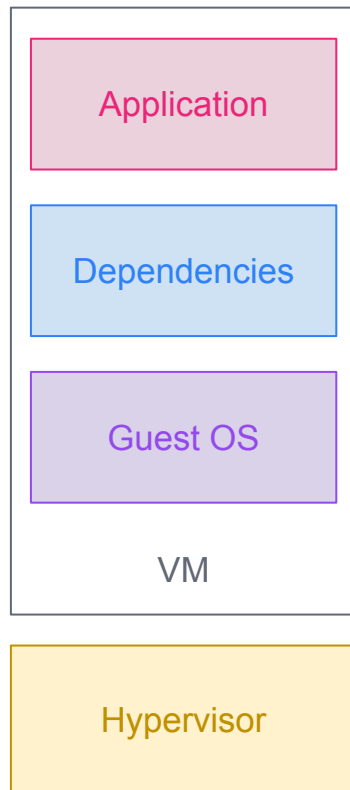 Application
Dependencies
Guest OS
VM
Hypervisor